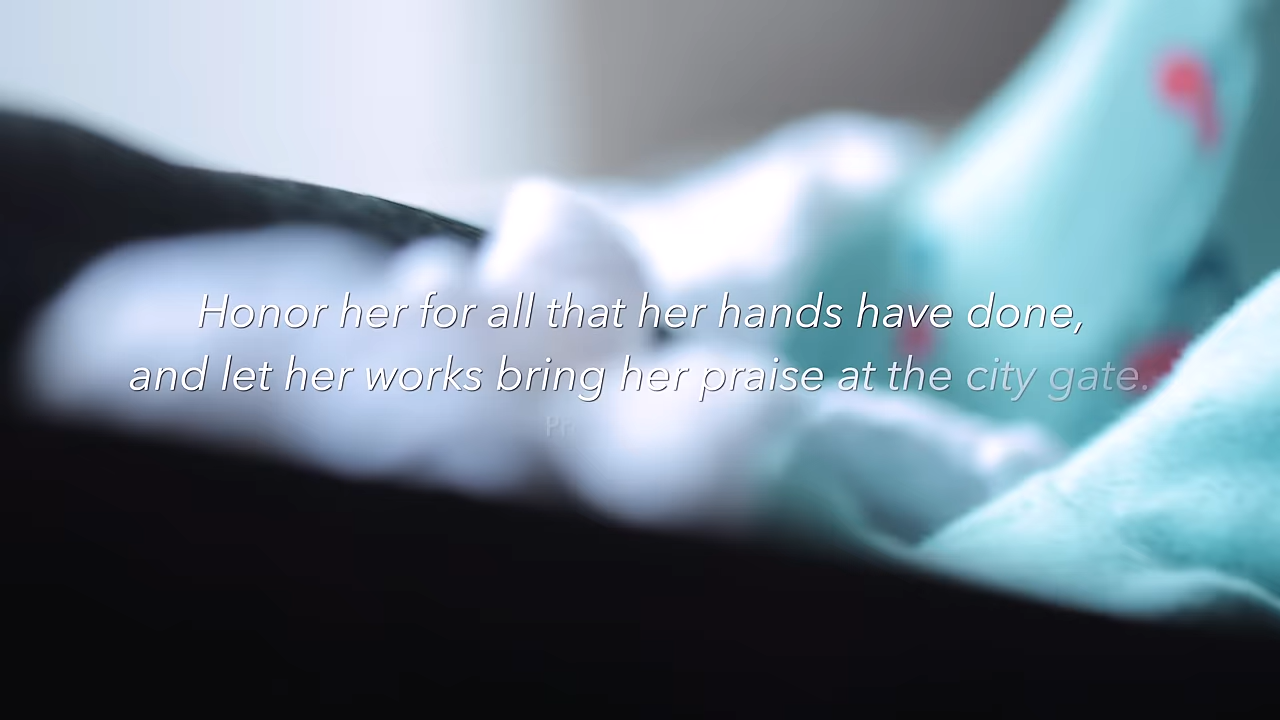 Honor her for all that her hands have done,
and let her works bring her praise at the city gate.